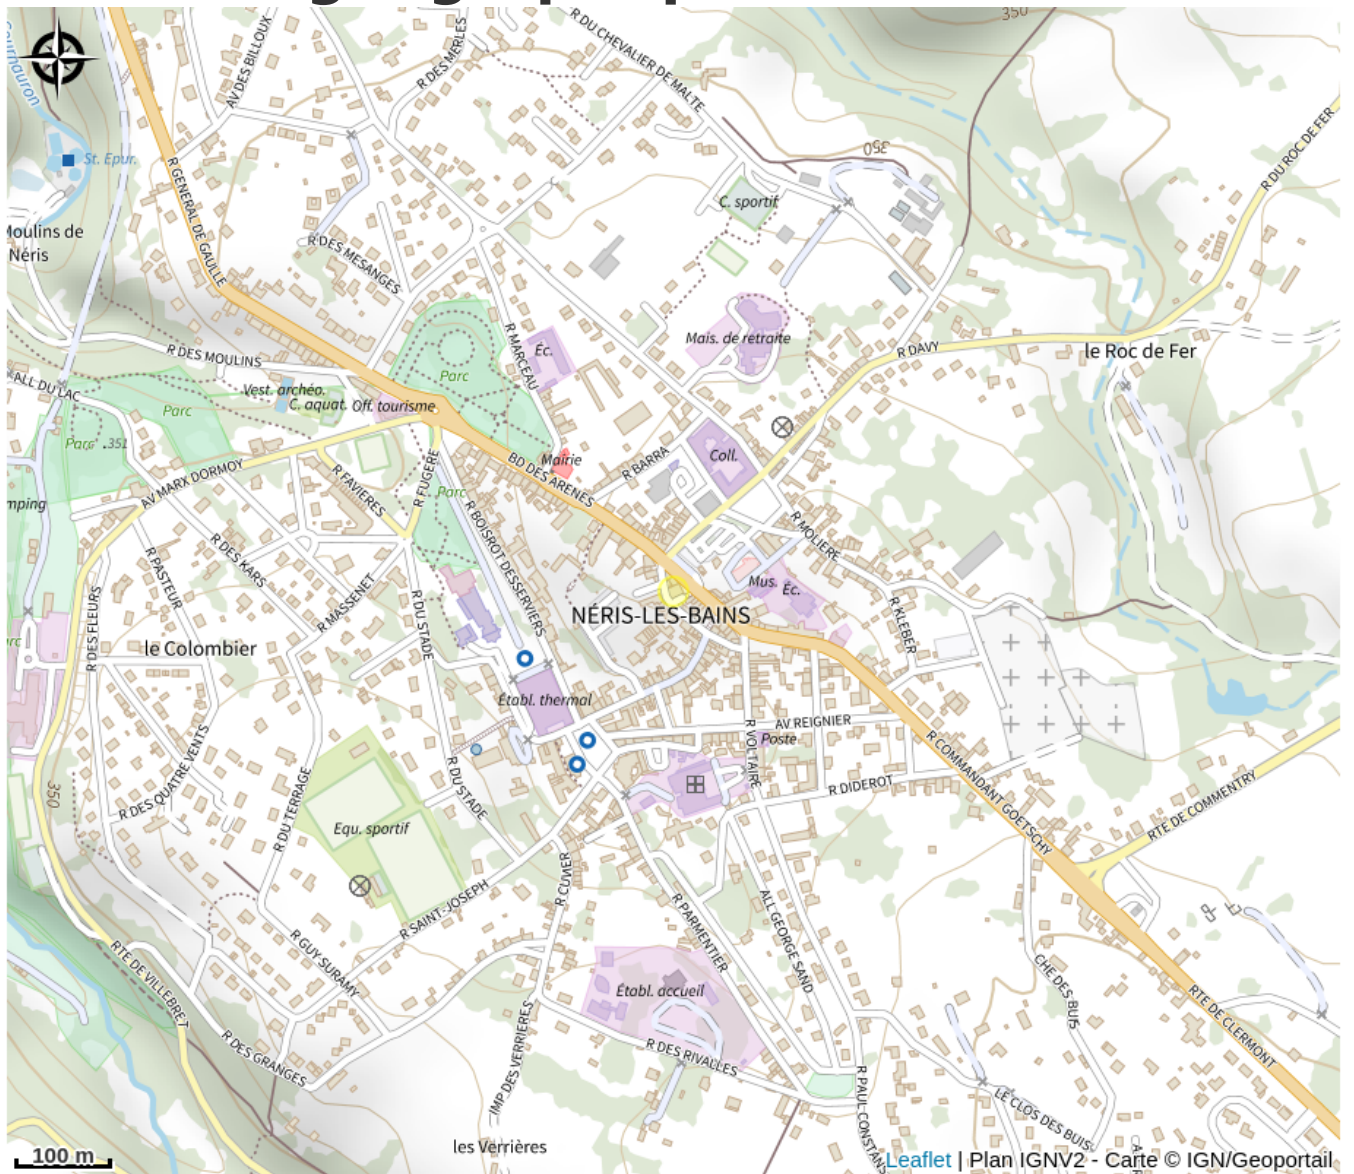 350
R DU CHEVALIER DE MALTE
AV DES BILLOUX
R DES MERLES
Cournauron
St. Epur.
350
R DU ROC DE FER
R GENERAL DE GAULLE
C. sportif
Moulins de
Néris
R DES MESANGES
R MARCEAU
Éc.
Mais. de retraite
R DAVY
le Roc de Fer
R DES MOULINS
Parc
ALL DU LAC
Vest. archéo.
C. aquat.
Off. tourisme
Parc
Parc
.351
Mairie
BD DES ARENES
R BARRA
Coll.
AV MARX DORMOY
R FAVIERES
R FUGERE
Parc
mping
R BOISROT DESSERVIERS
R MOLIERE
R DES KARS
R PASTEUR
R MASSENET
Mus.
Éc.
R DES FLEURS
R DU STADE
NÉRIS-LES-BAINS
R KLEBER
le Colombier
Établ. thermal
AV REIGNIER
Poste
R VOLTAIRE
R COMMANDANT GOETSCHY
R DES QUATRE VENTS
350
R DU TERRAGE
R DU STADE
R DIDEROT
RTE DE COMMENTRY
Equ. sportif
R CUVIER
R SAINT-JOSEPH
R PARMENTIER
ALL GEORGE SAND
R GUY SURAMY
RTE DE VILLEBRET
Établ. accueil
CHE DES BUIS
RTE DE CLERMONT
R DES GRANGES
IMP DES VERRIERES
R DES RIVALLES
R PAUL CONSTANS
LE CLOS DES BUIS
les Verrières
100 m
Leaflet | Plan IGNV2 - Carte © IGN/Geoportail